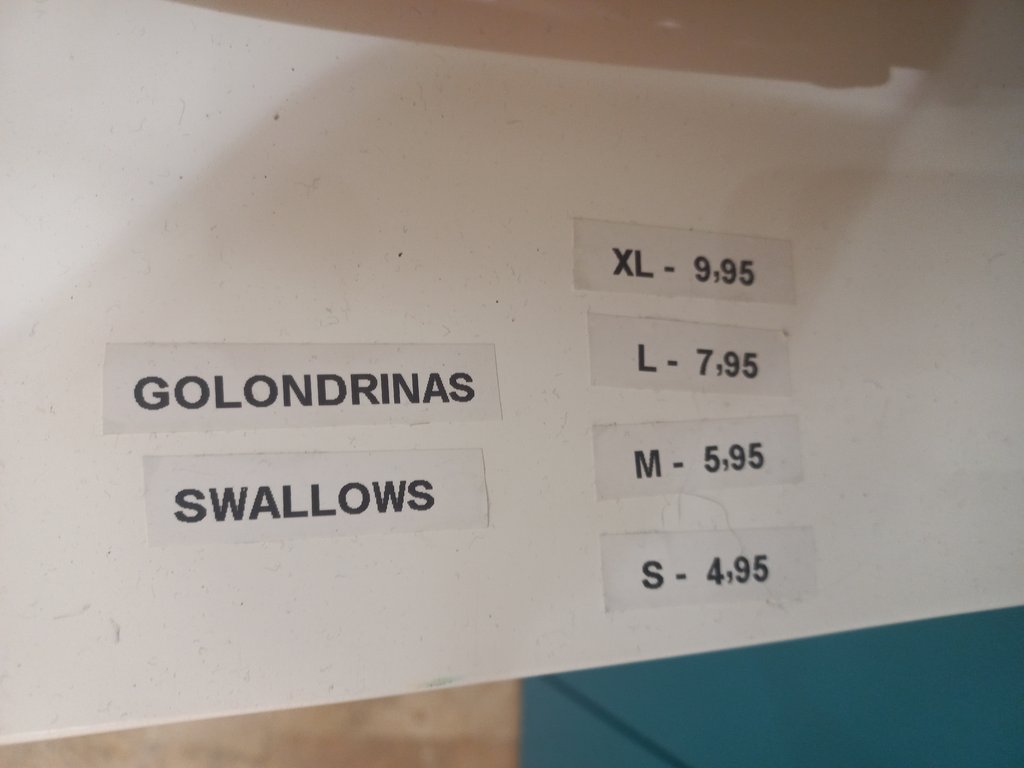 GOLONDRINAS
SWALLOWS
XL - 9,95
L - 7,95
M - 5,95
S - 4,95